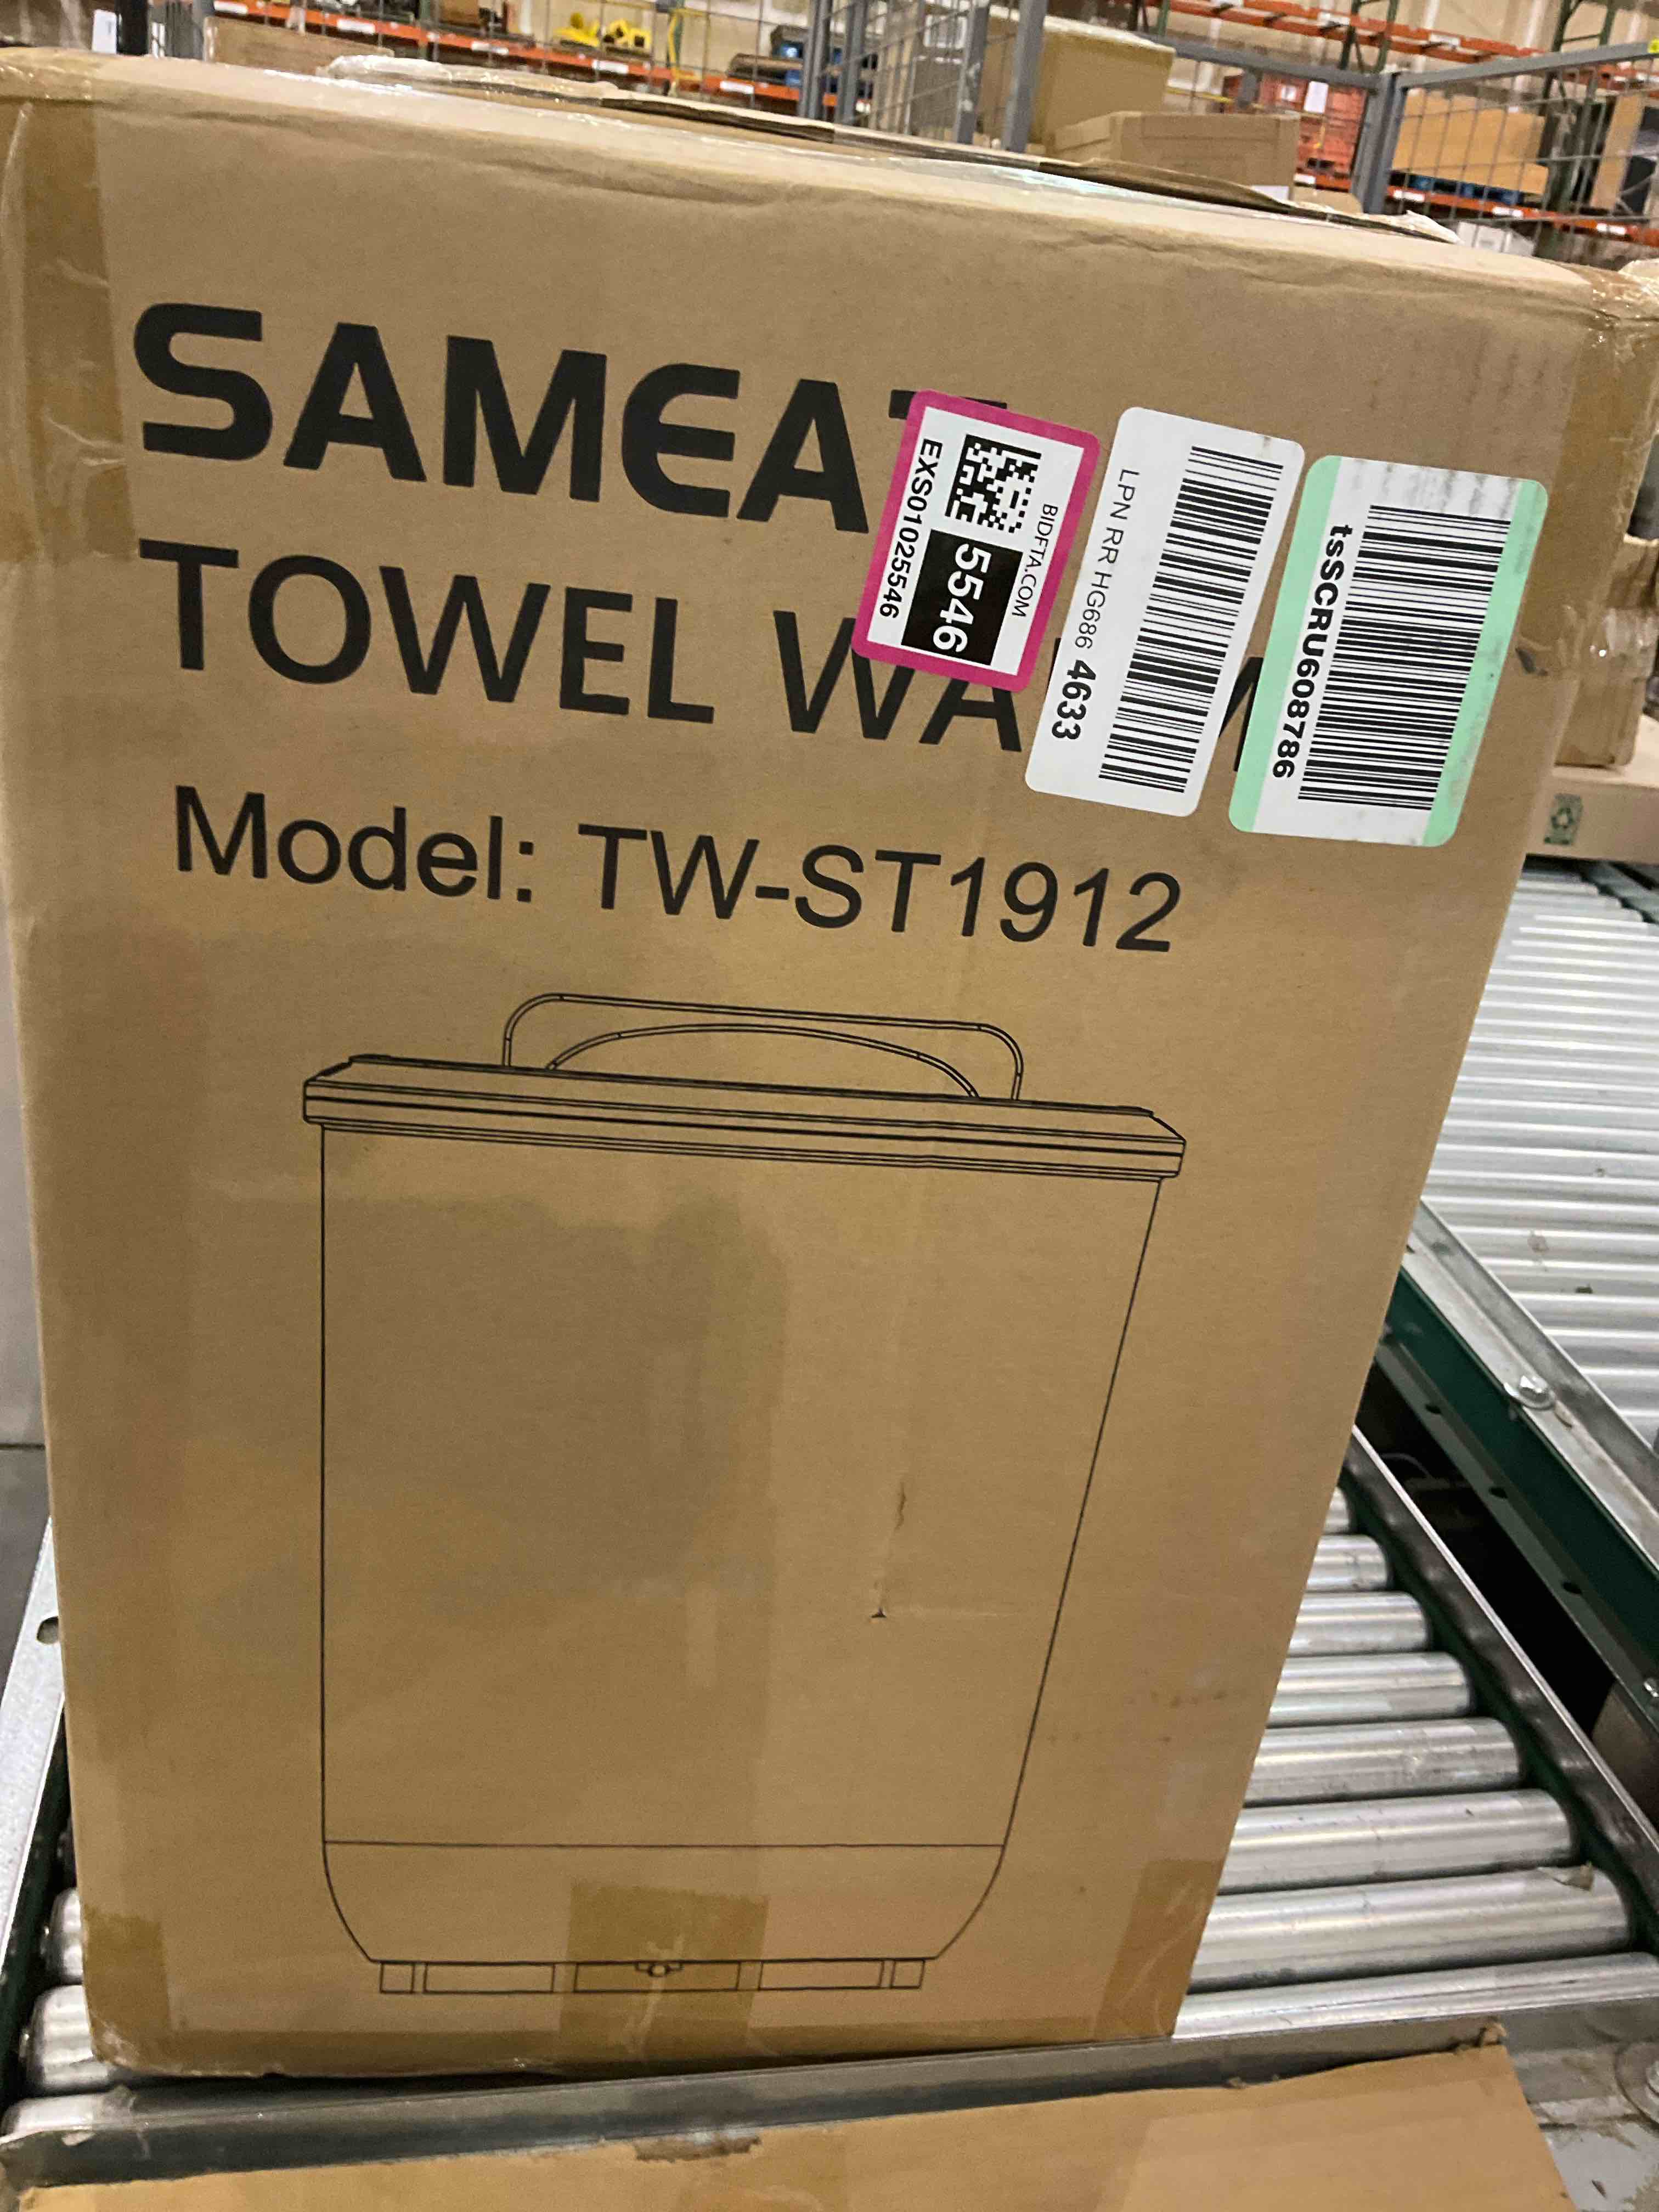 SAMEAT
TOWEL WA
Model: TW-ST1912
BIDFTA.COM
5546
EXS01025546
LPN RR HG686 4633
tsSCRU608786